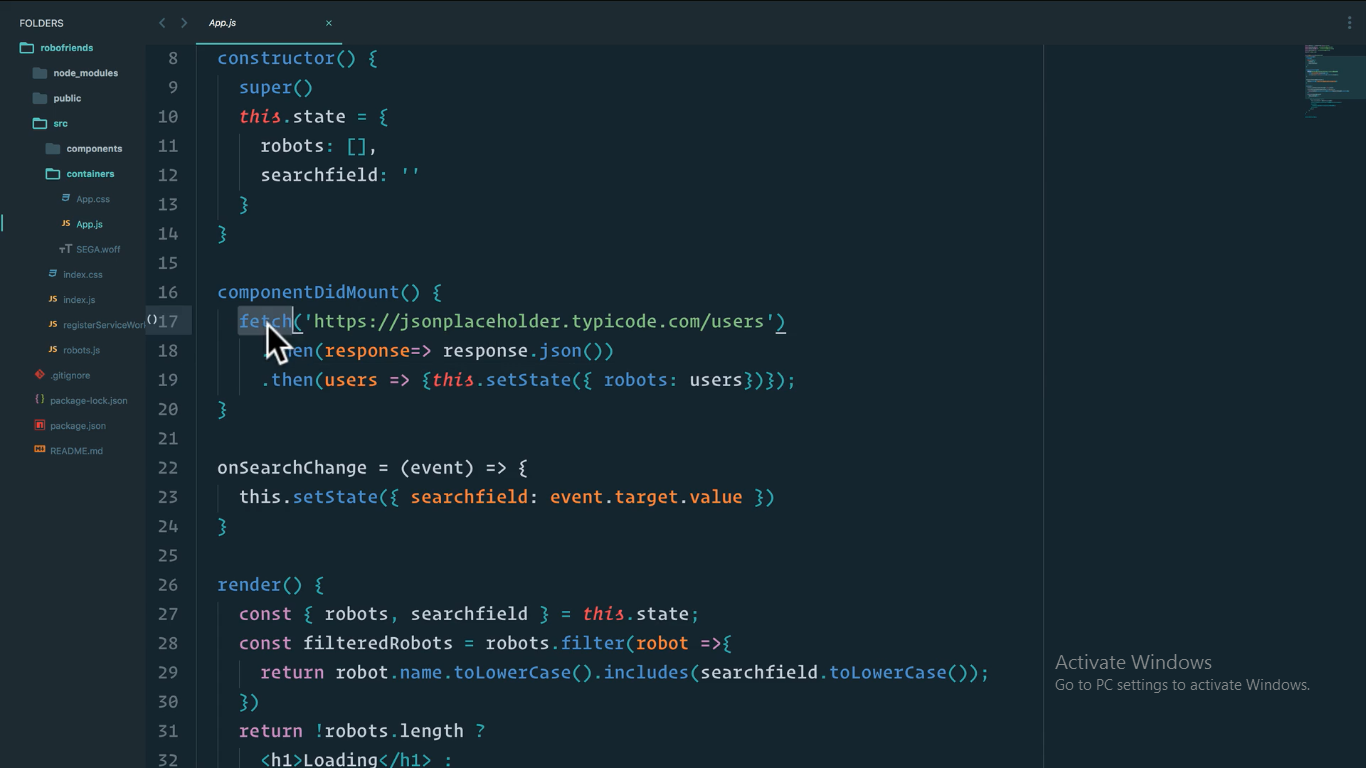 FOLDERS
robofriends
node_modules
public
src
components
containers
App.css
JS App.js
SEGA.woff
index.css
JS index.js
JS registerServiceWor
JS robots.js
.gitignore
package-lock.json
package.json
README.md
App.js ×
8 constructor() {
9 super()
10 this.state = {
11 robots: [],
12 searchfield: ''
13 }
14 }
15
16 componentDidMount() {
17 fetch('https://jsonplaceholder.typicode.com/users')
18 .then(response=> response.json())
19 .then(users => {this.setState({ robots: users})});
20 }
21
22 onSearchChange = (event) => {
23 this.setState({ searchfield: event.target.value })
24 }
25
26 render() {
27 const { robots, searchfield } = this.state;
28 const filteredRobots = robots.filter(robot =>{
29 return robot.name.toLowerCase().includes(searchfield.toLowerCase());
30 })
31 return !robots.length ?
32 <h1>Loading</h1> :
Activate Windows
Go to PC settings to activate Windows.